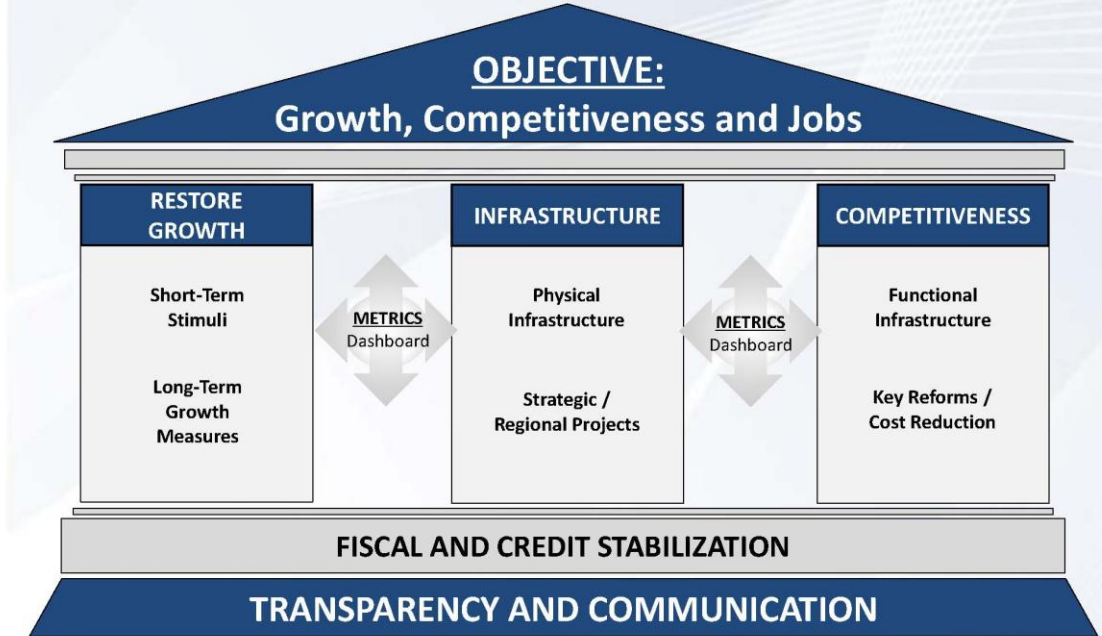 OBJECTIVE:
Growth, Competitiveness and Jobs
RESTORE
GROWTH
Short-Term
Stimuli
Long-Term
Growth
Measures
METRICS
Dashboard
INFRASTRUCTURE
Physical
Infrastructure
Strategic /
Regional Projects
METRICS
Dashboard
COMPETITIVENESS
Functional
Infrastructure
Key Reforms /
Cost Reduction
FISCAL AND CREDIT STABILIZATION
TRANSPARENCY AND COMMUNICATION